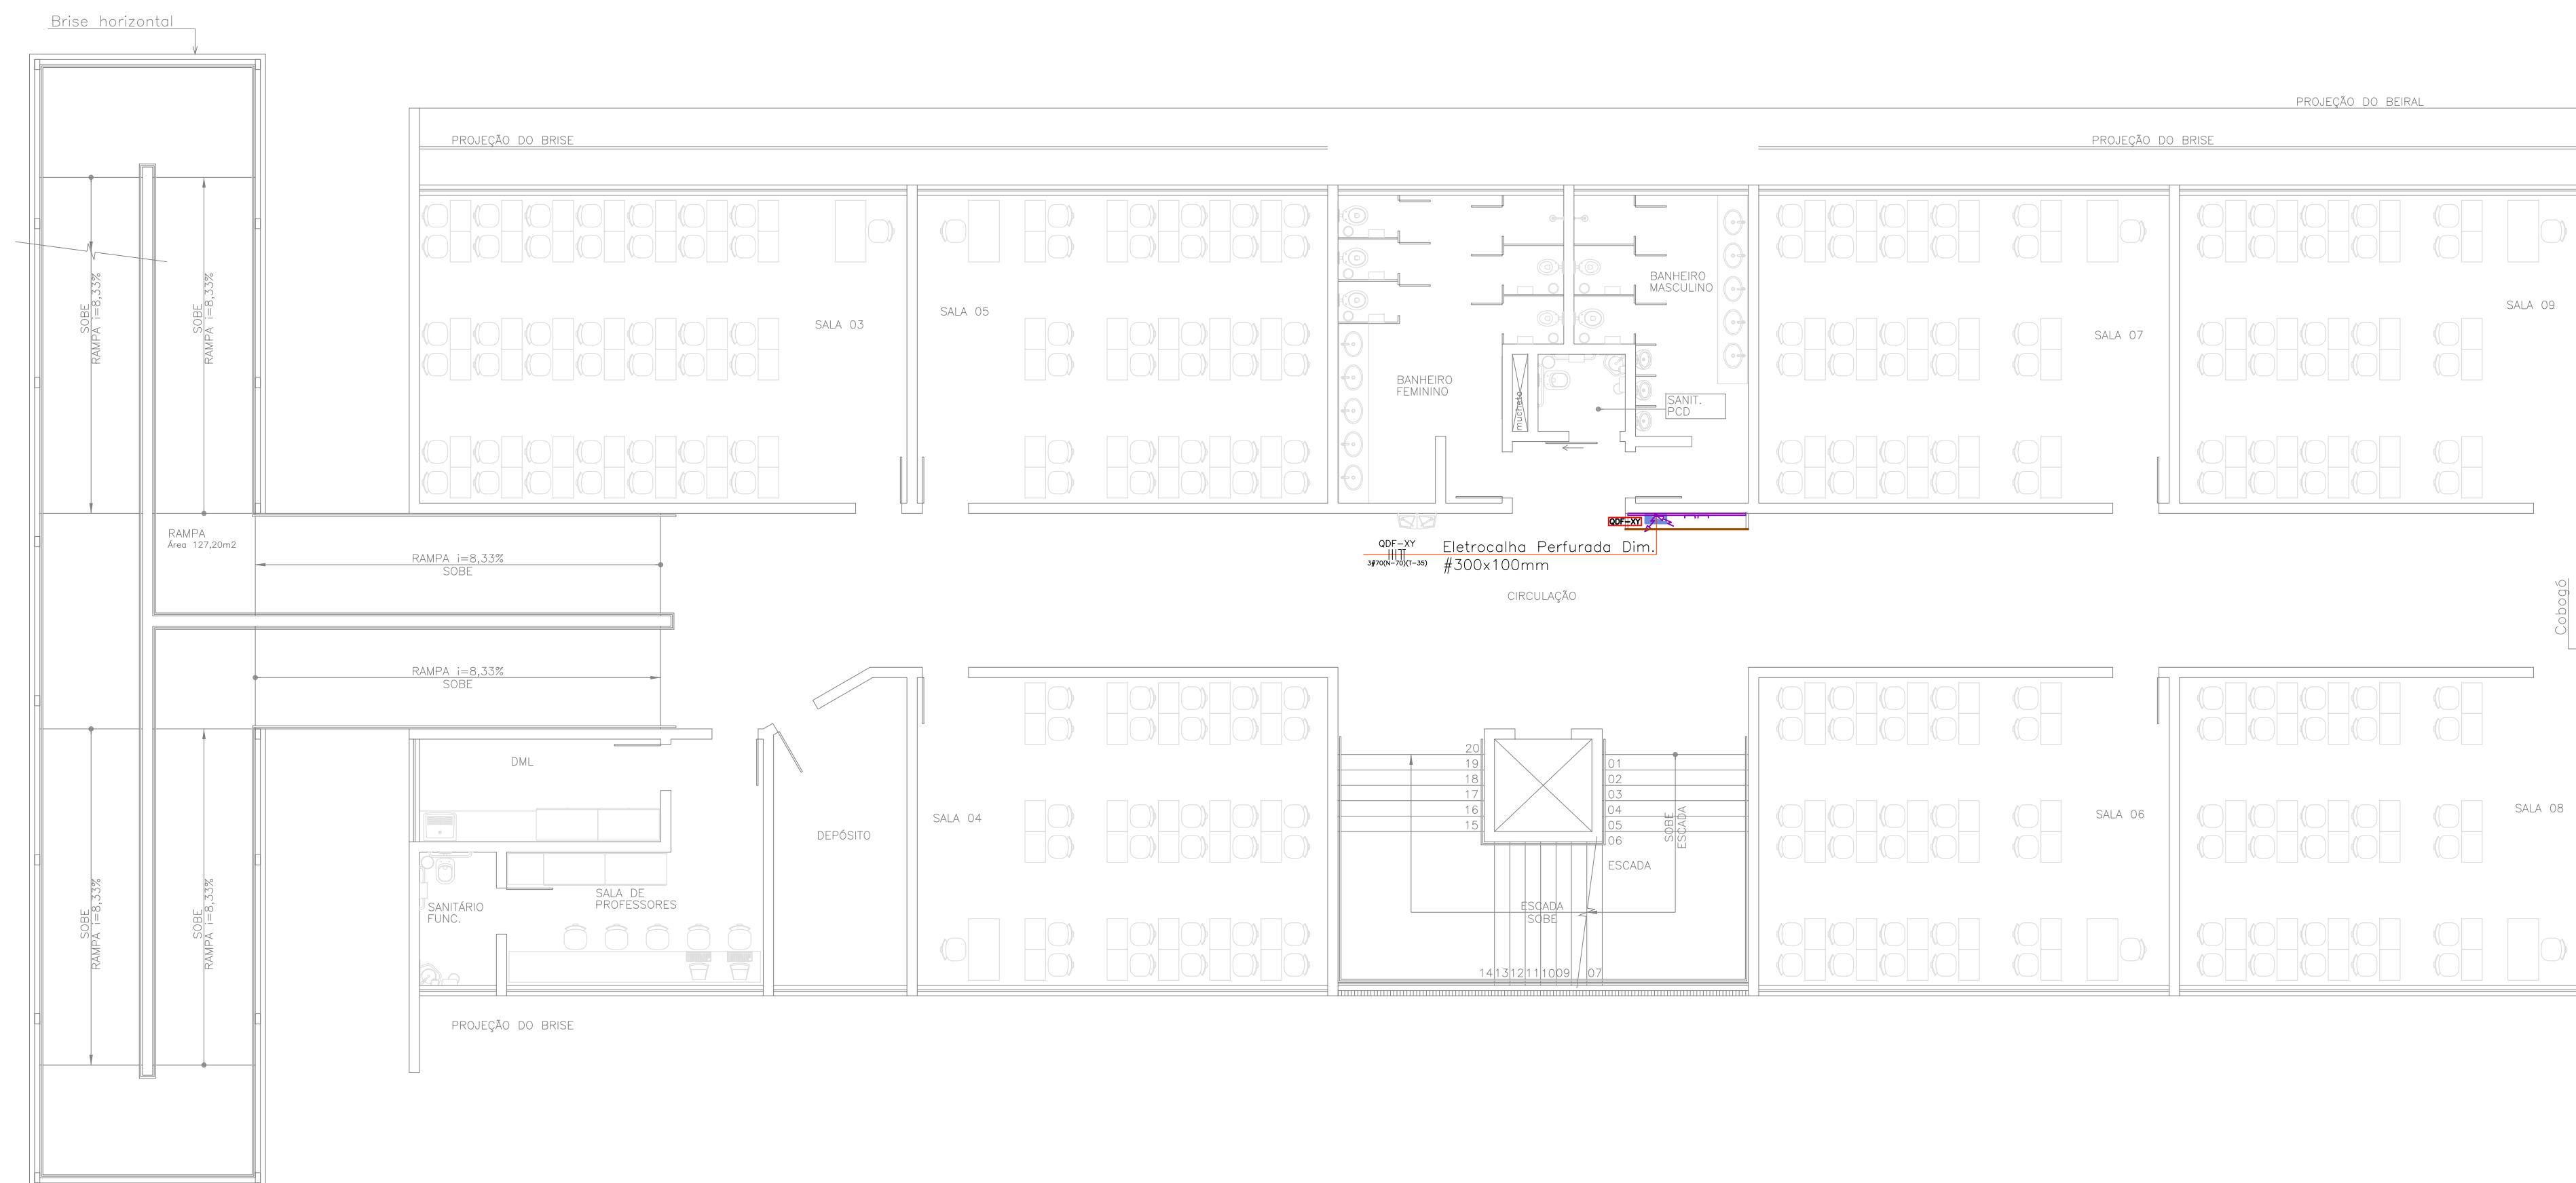 Brise horizontal
PROJEÇÃO DO BEIRAL
PROJEÇÃO DO BRISE
PROJEÇÃO DO BRISE
SOBE
RAMPA i=8,33%
SOBE
RAMPA i=8,33%
SALA 03
SALA 05
BANHEIRO
MASCULINO
SALA 07
SALA 09
BANHEIRO
FEMININO
mucheta
SANIT.
PCD
RAMPA
Área 127,20m2
QDF-XY
QDF-XY
3#70(N-70)(T-35)
Eletrocalha Perfurada Dim.
#300x100mm
RAMPA i=8,33%
SOBE
CIRCULAÇÃO
Cobogó
RAMPA i=8,33%
SOBE
DML
20
19
18
17
16
15
01
02
03
04
05
06
SOBE
ESCADA
ESCADA
DEPÓSITO
SALA 04
SALA 06
SALA 08
SALA DE
PROFESSORES
SANITÁRIO
FUNC.
SOBE
RAMPA i=8,33%
SOBE
RAMPA i=8,33%
ESCADA
SOBE
14 13 12 11 10 09 07
PROJEÇÃO DO BRISE